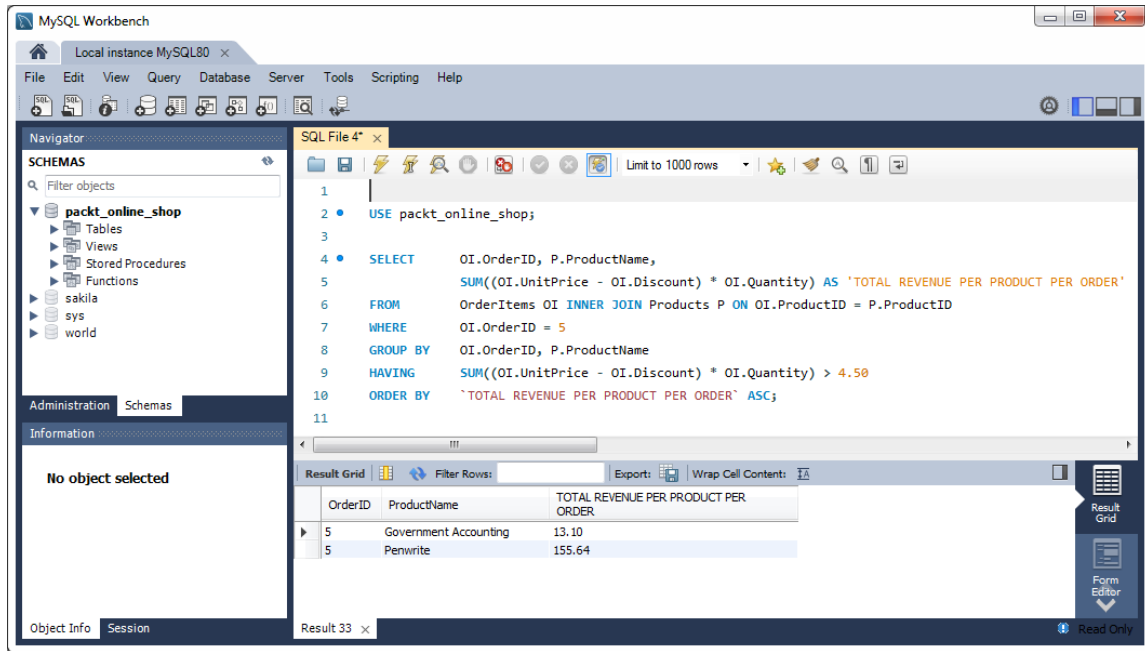 MySQL Workbench
Local instance MySQL80 ×
File Edit View Query Database Server Tools Scripting Help
Navigator
SCHEMAS
Filter objects
packt_online_shop
Tables
Views
Stored Procedures
Functions
sakila
sys
world
Administration Schemas
Information
No object selected
Object Info Session
SQL File 4* ×
Limit to 1000 rows
1
2 USE packt_online_shop;
3
4 SELECT OI.OrderID, P.ProductName,
5 SUM((OI.UnitPrice - OI.Discount) * OI.Quantity) AS 'TOTAL REVENUE PER PRODUCT PER ORDER'
6 FROM OrderItems OI INNER JOIN Products P ON OI.ProductID = P.ProductID
7 WHERE OI.OrderID = 5
8 GROUP BY OI.OrderID, P.ProductName
9 HAVING SUM((OI.UnitPrice - OI.Discount) * OI.Quantity) > 4.50
10 ORDER BY `TOTAL REVENUE PER PRODUCT PER ORDER` ASC;
11
Result Grid Filter Rows: Export: Wrap Cell Content:
OrderID ProductName TOTAL REVENUE PER PRODUCT PER
ORDER
5 Government Accounting 13.10
5 Penwrite 155.64
Result
Grid
Form
Editor
Result 33 ×
Read Only